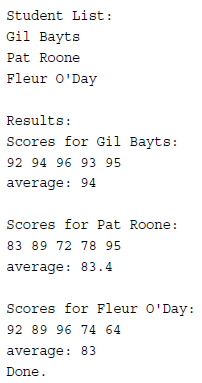 Student List:
Gil Bayts
Pat Roone
Fleur O'Day

Results:
Scores for Gil Bayts:
92 94 96 93 95
average: 94

Scores for Pat Roone:
83 89 72 78 95
average: 83.4

Scores for Fleur O'Day:
92 89 96 74 64
average: 83
Done.